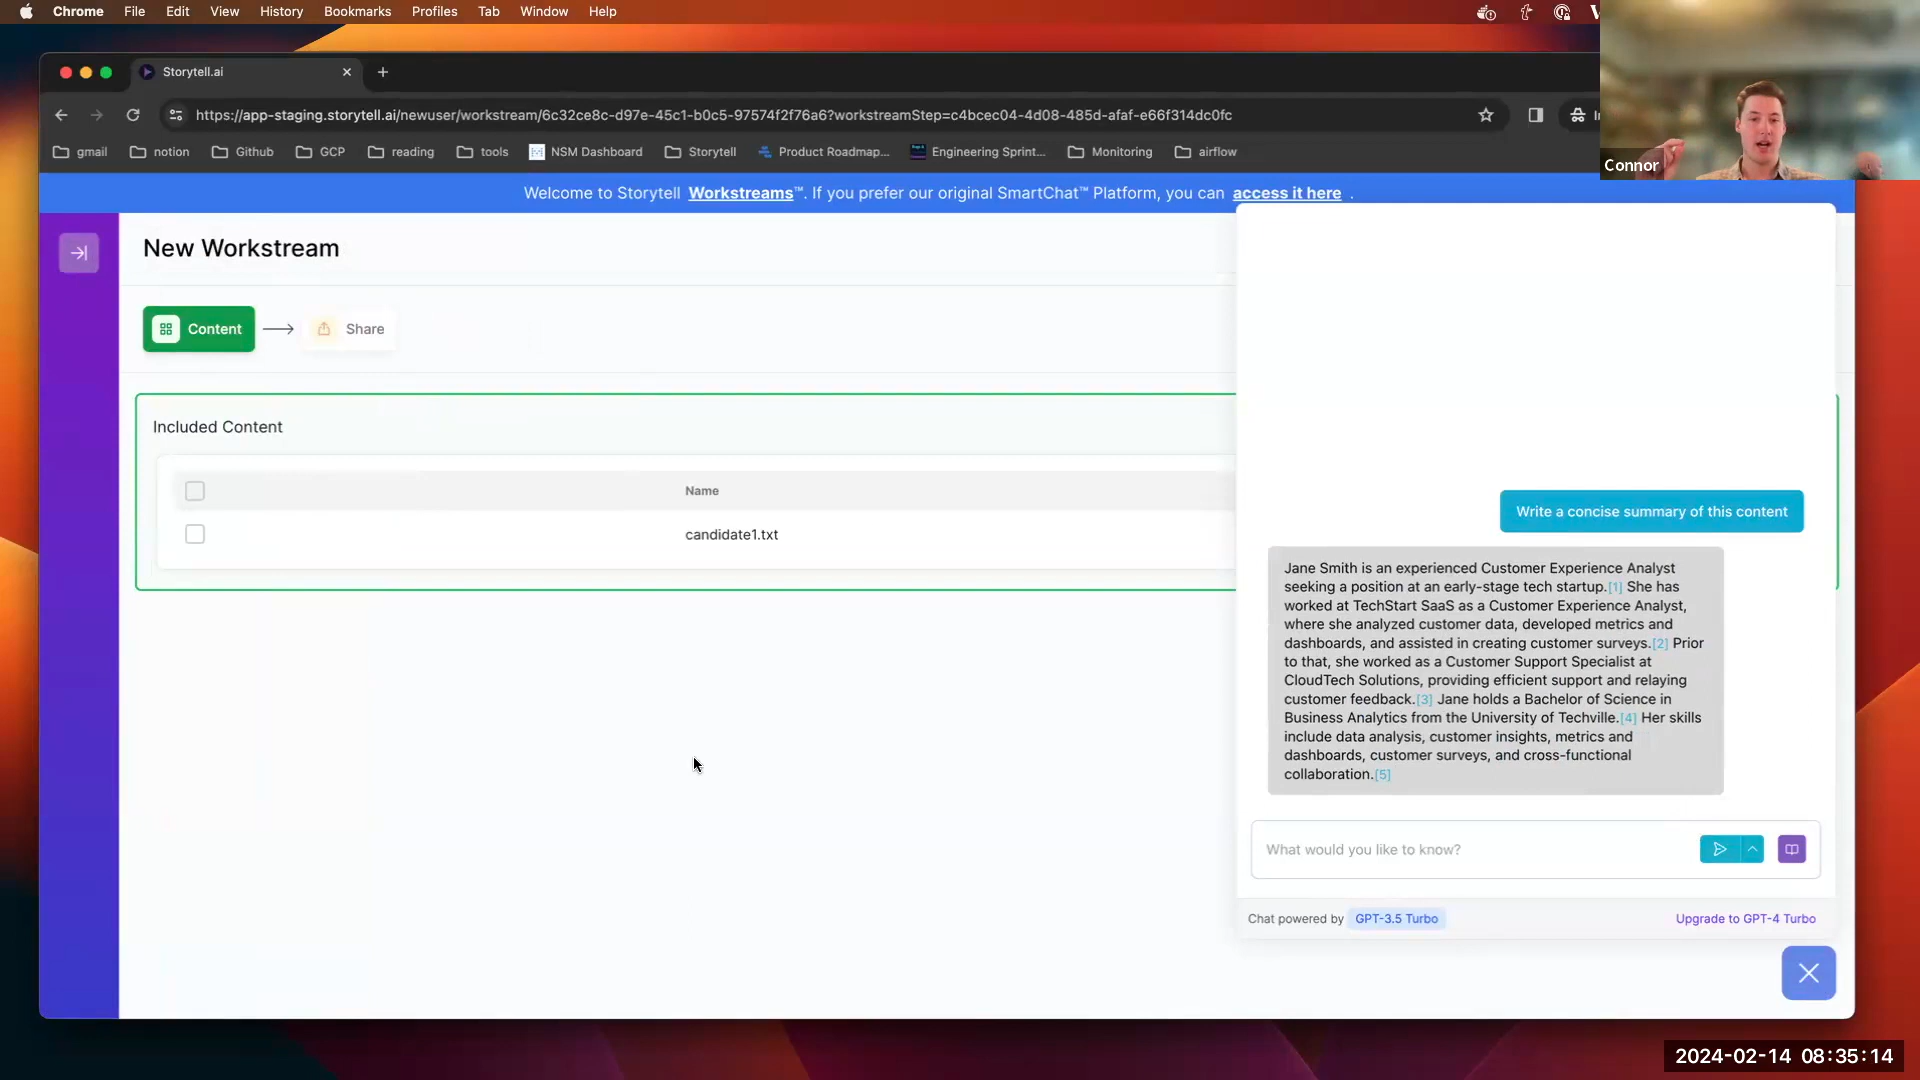 Chrome File Edit View History Bookmarks Profiles Tab Window Help
Storytell.ai
https://app-staging.storytell.ai/newuser/workstream/6c32ce8c-d97e-45c1-b0c5-97574f2f76a6?workstreamStep=c4bcec04-4d08-485d-afaf-e66f314dc0fc
gmail notion Github GCP reading tools NSM Dashboard Storytell Product Roadmap... Engineering Sprint... Monitoring airflow
Connor
Welcome to Storytell Workstreams™. If you prefer our original SmartChat™ Platform, you can access it here .
New Workstream
Content Share
Included Content
Name
candidate1.txt
Write a concise summary of this content
Jane Smith is an experienced Customer Experience Analyst
seeking a position at an early-stage tech startup.[1] She has
worked at TechStart SaaS as a Customer Experience Analyst,
where she analyzed customer data, developed metrics and
dashboards, and assisted in creating customer surveys.[2] Prior
to that, she worked as a Customer Support Specialist at
CloudTech Solutions, providing efficient support and relaying
customer feedback.[3] Jane holds a Bachelor of Science in
Business Analytics from the University of Techville.[4] Her skills
include data analysis, customer insights, metrics and
dashboards, customer surveys, and cross-functional
collaboration.[5]
What would you like to know?
Chat powered by GPT-3.5 Turbo Upgrade to GPT-4 Turbo
2024-02-14 08:35:14